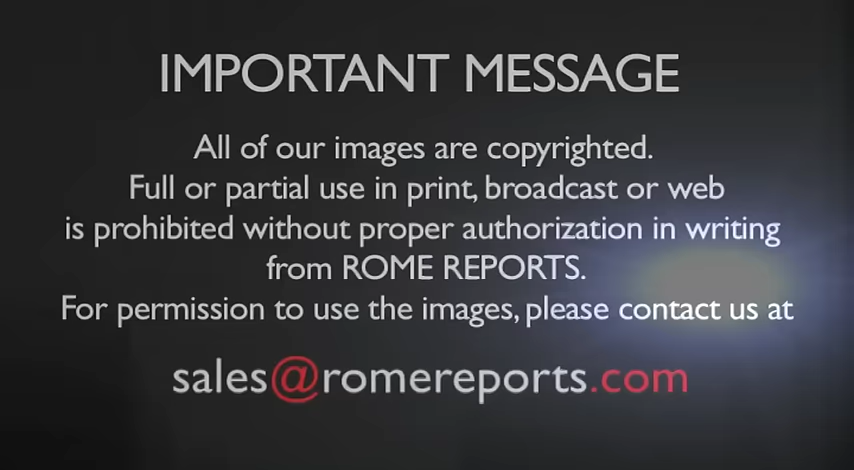 IMPORTANT MESSAGE
All of our images are copyrighted.
Full or partial use in print, broadcast or web
is prohibited without proper authorization in writing
from ROME REPORTS.
For permission to use the images, please contact us at
sales@romereports.com